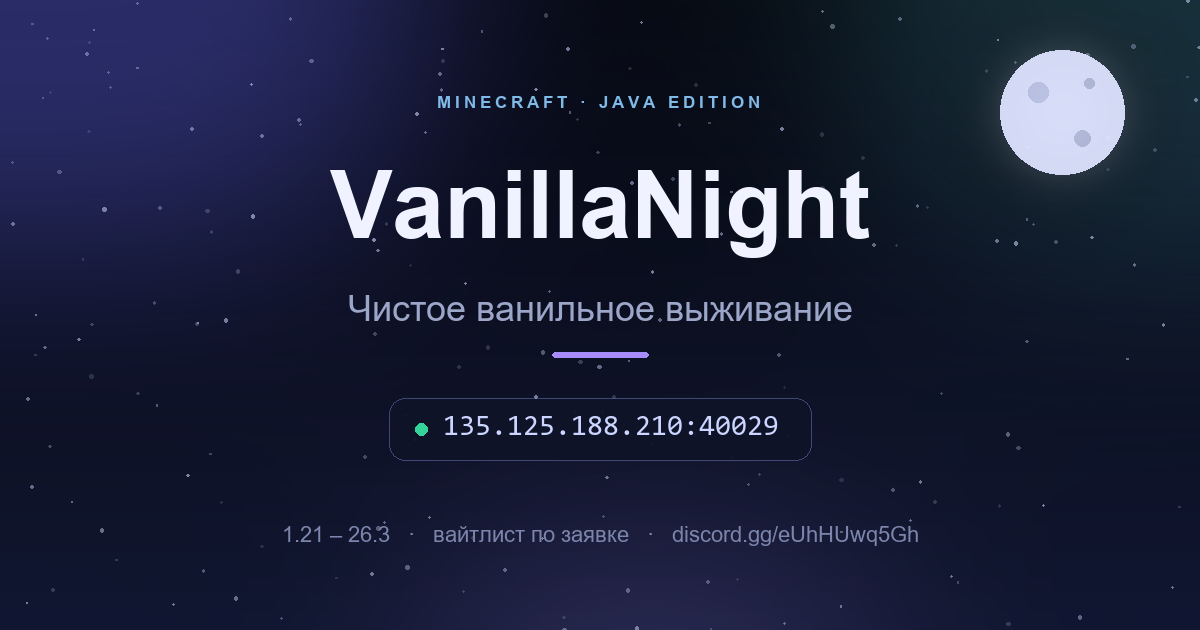 MINECRAFT · JAVA EDITION
VanillaNight
Чистое ванильное выживание
135.125.188.210:40029
1.21 – 26.3 · вайтлист по заявке · discord.gg/eUhHUwq5Gh